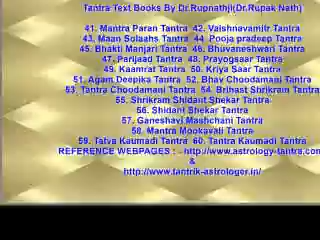 Tantra Text Books By Dr.Rupnathji(Dr.Rupak Nath)
41. Mantra Paran Tantra 42. Vaishnavamitr Tantra
43. Maan Solaahs Tantra 44 Pooja pradeep Tantra
45. Bhakti Manjari Tantra 46. Bhuvaneshwari Tantra
47. Parijaad Tantra 48. Prayogsaar Tantra
49. Kaamrat Tantra 50. Kriya Saar Tantra
51. Agam Deepika Tantra 52. Bhav Choodamani Tantra
53. Tantra Choodamani Tantra 54. Brihast Shrikram Tantra
55. Shrikram Shidant Shekar Tantra
56. Shidant Shekar Tantra
57. Ganeshavi Mashchani Tantra
58. Mantra Mookavali Tantra
59. Tatva Kaumadi Tantra 60. Tantra Kaumadi Tantra
REFERENCE WEBPAGES : - http://www.astrology-tantra.com
&
http://www.tantrik-astrologer.in/